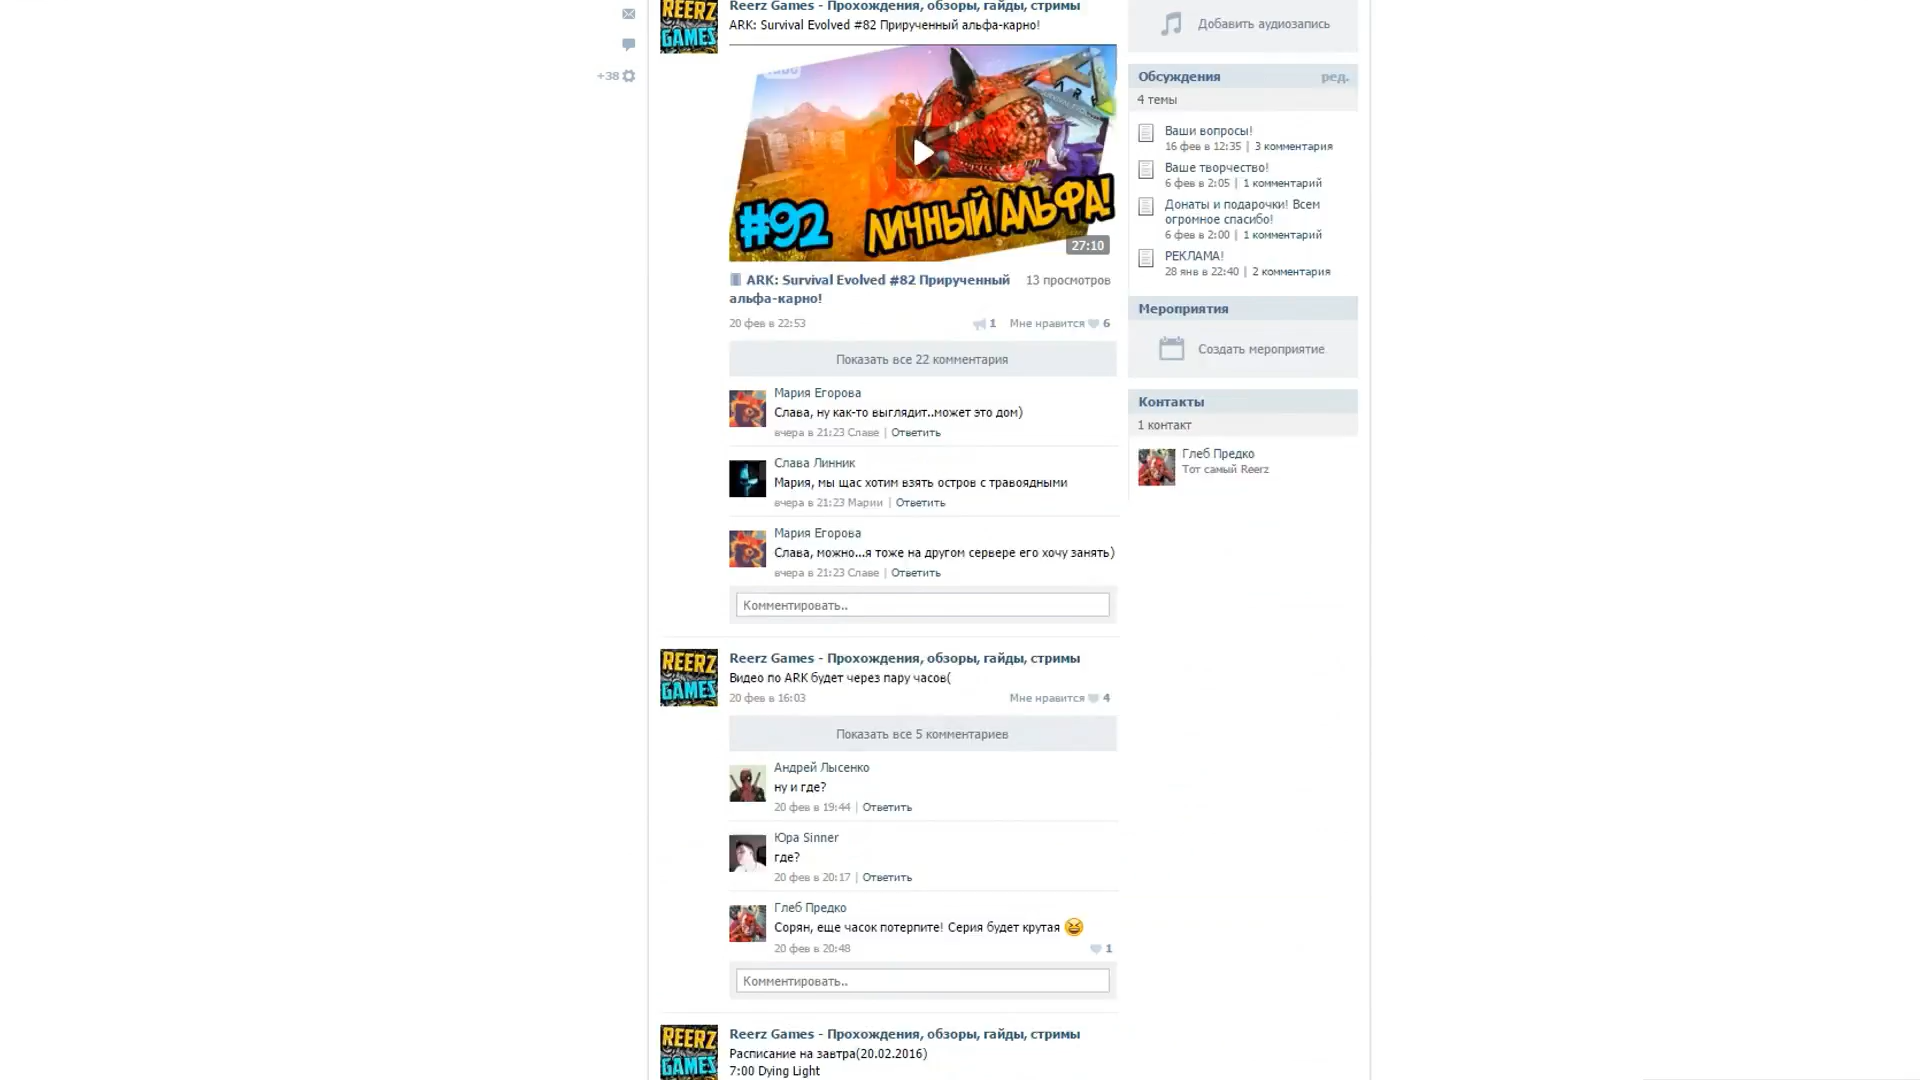 +38
Reerz Games - Прохождения, обзоры, гайды, стримы
ARK: Survival Evolved #82 Прирученный альфа-карно!
#92 ЛИЧНЫЙ АЛЬФА!
27:10
ARK: Survival Evolved #82 Прирученный
альфа-карно!
13 просмотров
20 фев в 22:53
1 Мне нравится 6
Показать все 22 комментария
Мария Егорова
Слава, ну как-то выглядит..может это дом)
вчера в 21:23 Славе | Ответить
Слава Линник
Мария, мы щас хотим взять остров с травоядными
вчера в 21:23 Марии | Ответить
Мария Егорова
Слава, можно...я тоже на другом сервере его хочу занять)
вчера в 21:23 Славе | Ответить
Комментировать..
REERZ
GAMES
Reerz Games - Прохождения, обзоры, гайды, стримы
Видео по ARK будет через пару часов(
20 фев в 16:03
Мне нравится 4
Показать все 5 комментариев
Андрей Лысенко
ну и где?
20 фев в 19:44 | Ответить
Юра Sinner
где?
20 фев в 20:17 | Ответить
Глеб Предко
Сорян, еще часок потерпите! Серия будет крутая
20 фев в 20:48
1
Комментировать..
REERZ
GAMES
Reerz Games - Прохождения, обзоры, гайды, стримы
Расписание на завтра(20.02.2016)
7:00 Dying Light
REERZ
GAMES
Добавить аудиозапись
Обсуждения ред.
4 темы
Ваши вопросы!
16 фев в 12:35 | 3 комментария
Ваше творчество!
6 фев в 2:05 | 1 комментарий
Донаты и подарочки! Всем
огромное спасибо!
6 фев в 2:00 | 1 комментарий
РЕКЛАМА!
28 янв в 22:40 | 2 комментария
Мероприятия
Создать мероприятие
Контакты
1 контакт
Глеб Предко
Тот самый Reerz